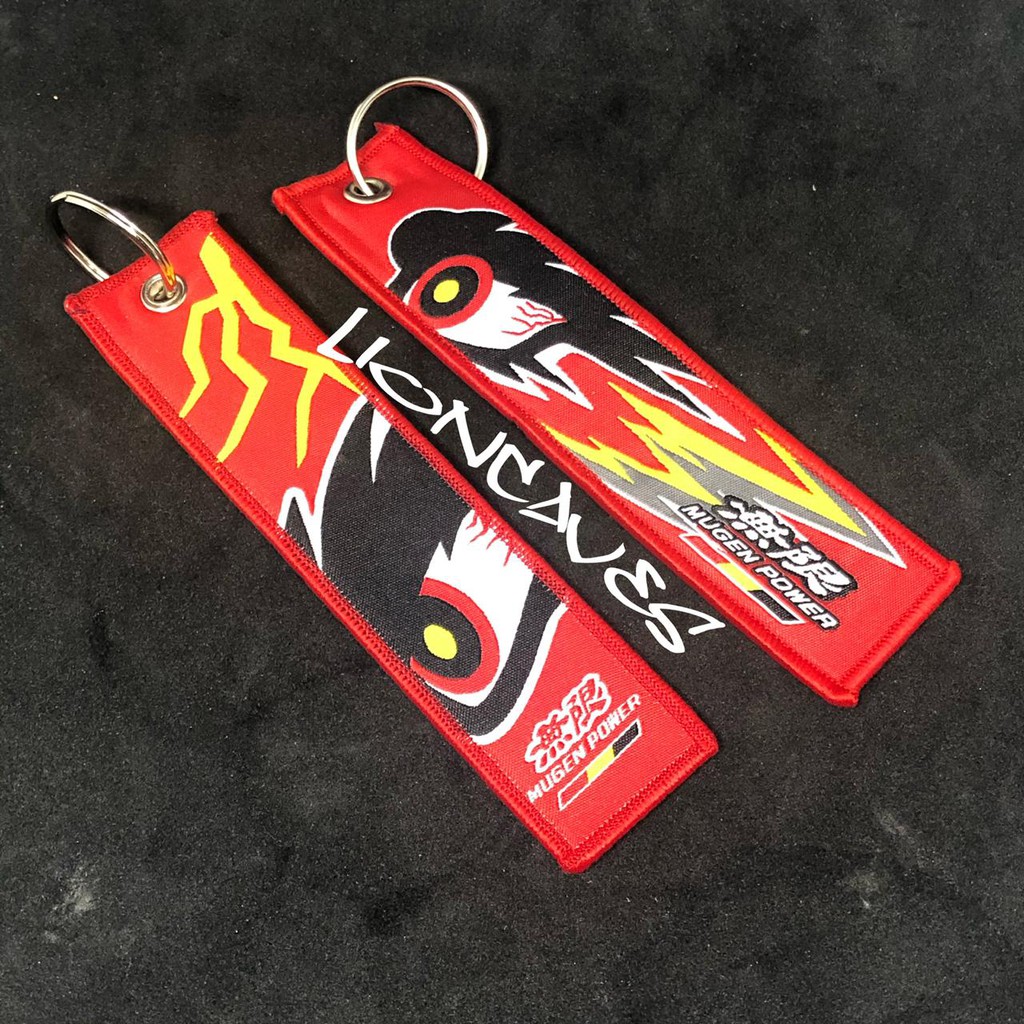 LIONCAVES
無限
MUGEN POWER
無限
MUGEN POWER